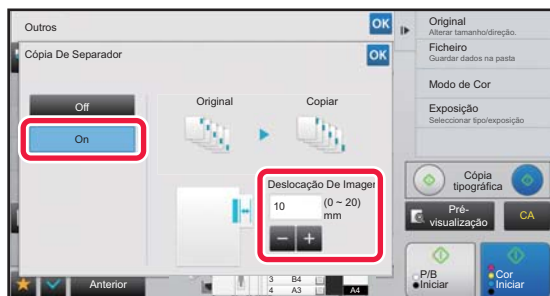 Outros
OK
Cópia De Separador
OK
Off
On
Original
Copiar
Deslocação De Imagem
10
(0 ~ 20)
mm
Anterior
3 B4
4 A3
A4
Original
Alterar tamanho/direção.
Ficheiro
Guardar dados na pasta
Modo de Cor
Exposição
Seleccionar tipo/exposição
Cópia
tipográfica
Pré-
visualização
CA
P/B
Iniciar
Cor
Iniciar